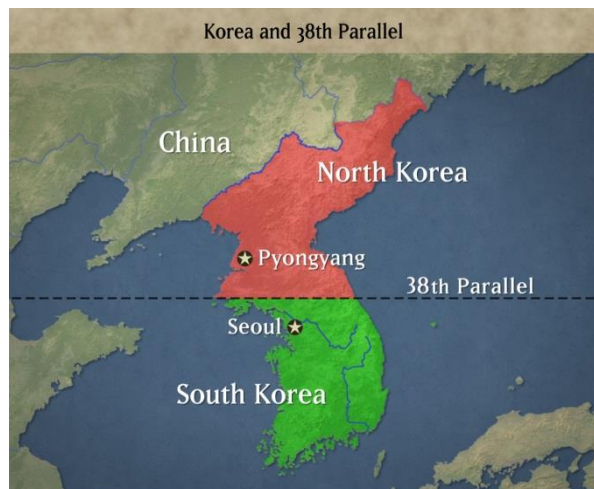 Korea and 38th Parallel
China
North Korea
Pyongyang
38th Parallel
Seoul
South Korea